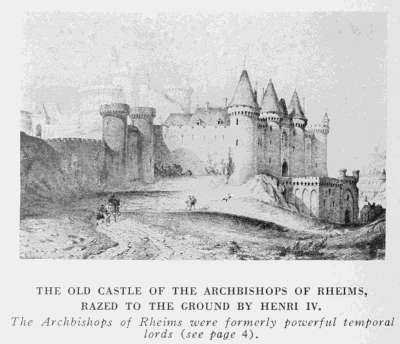 THE OLD CASTLE OF THE ARCHBISHOPS OF RHEIMS,
RAZED TO THE GROUND BY HENRI IV.
The Archbishops of Rheims were formerly powerful temporal
lords (see page 4).